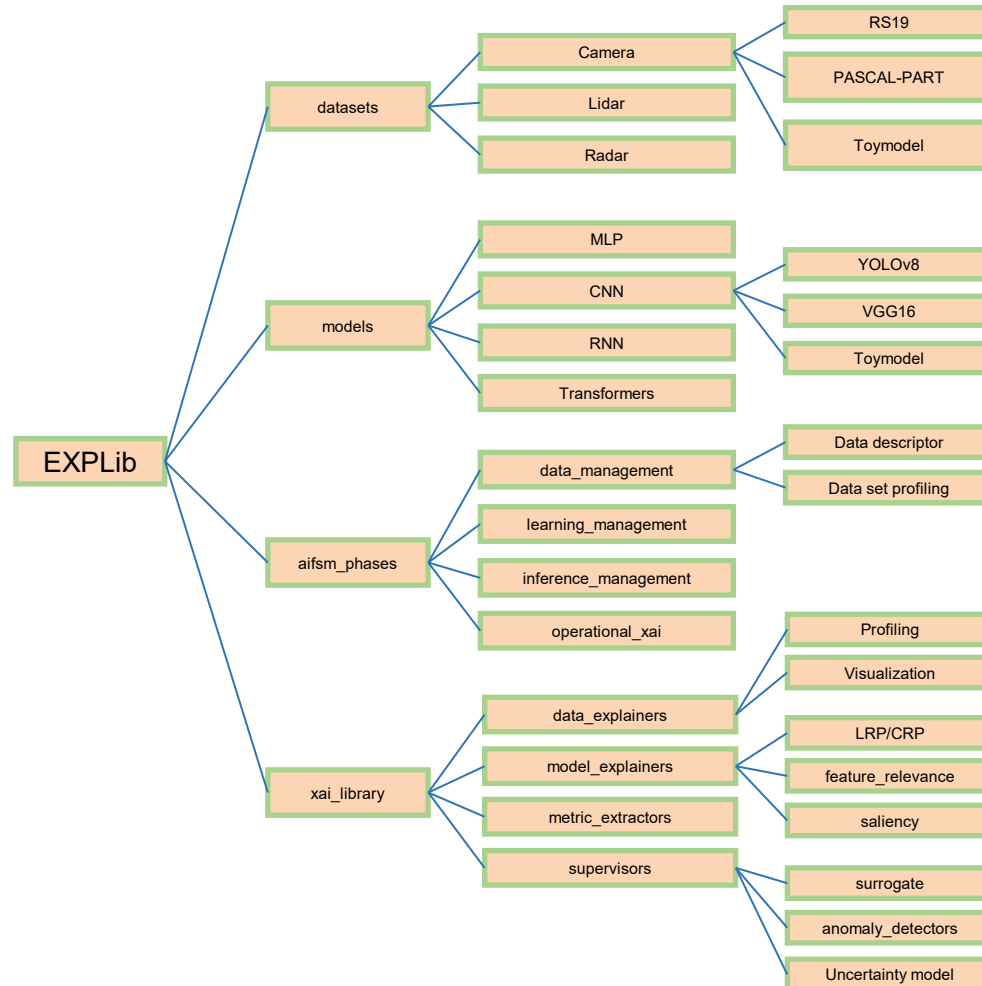 EXPLib
datasets
Camera
RS19
PASCAL-PART
Toymodel
Lidar
Radar
models
MLP
CNN
YOLOv8
VGG16
Toymodel
RNN
Transformers
aifsm_phases
data_management
Data descriptor
Data set profiling
learning_management
inference_management
operational_xai
xai_library
data_explainers
Profiling
Visualization
model_explainers
LRP/CRP
feature_relevance
saliency
metric_extractors
supervisors
surrogate
anomaly_detectors
Uncertainty model